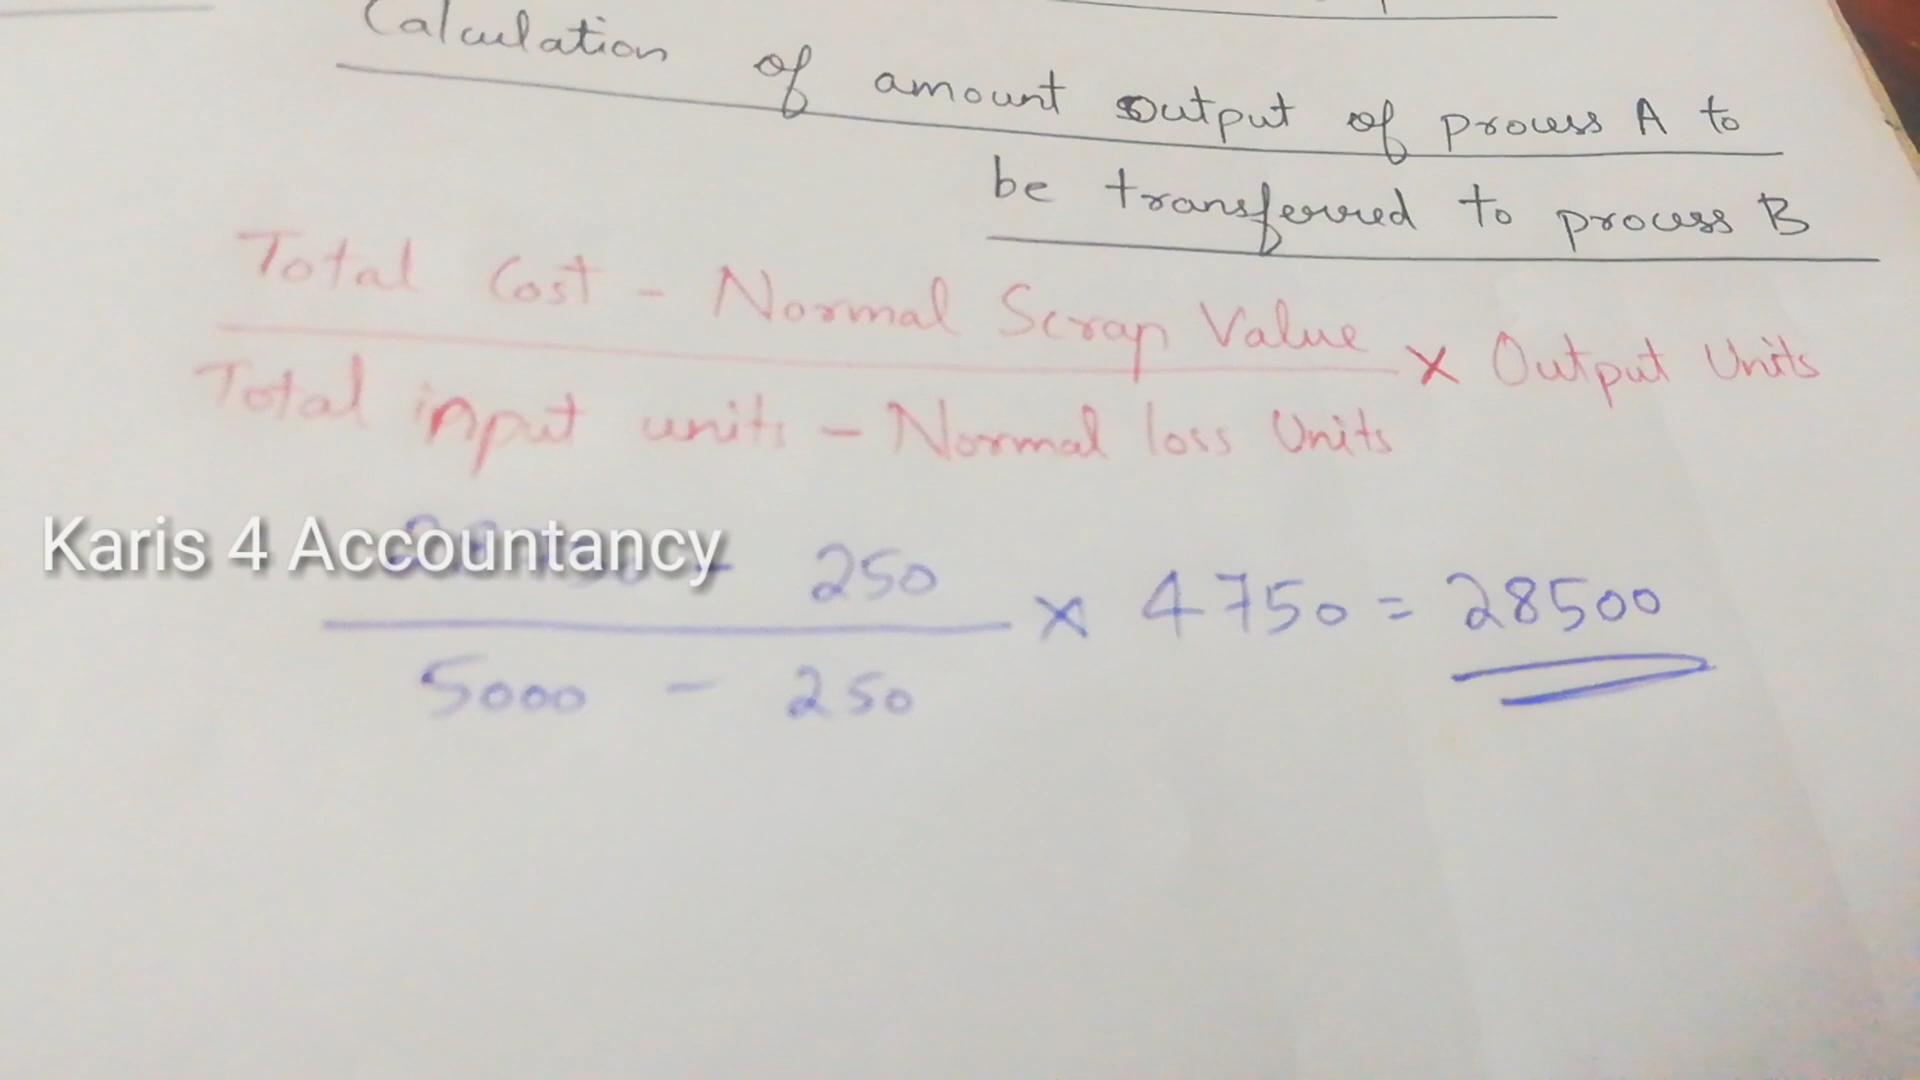 Calculation of amount output of process A to
be transferred to process B
Total Cost - Normal Scrap Value × Output Units
Total input units - Normal loss Units
Karis 4 Accountancy
- 250 × 4750 = 28500
5000 - 250